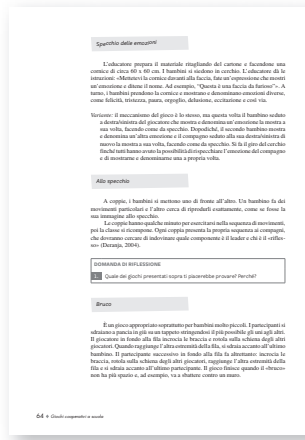 Specchio delle emozioni
L'educatore prepara il materiale ritagliando del cartone e facendone una
cornice di circa 60 x 60 cm. I bambini si siedono in cerchio. L'educatore dà le
istruzioni: «Mettetevi la cornice davanti alla faccia, fate un'espressione che mostri
un'emozione e ditene il nome. Ad esempio, "Questa è una faccia da furioso"». A
turno, i bambini prendono la cornice e mostrano e denominano emozioni diverse,
come felicità, tristezza, paura, orgoglio, delusione, eccitazione e così via.
Variante: il meccanismo del gioco è lo stesso, ma questa volta il bambino seduto
a destra/sinistra del giocatore che mostra e denomina un'emozione la mostra a
sua volta, facendo come da specchio. Dopodiché, il secondo bambino mostra
e denomina un'altra emozione e il compagno seduto alla sua destra/sinistra di
nuovo la mostra a sua volta, facendo come da specchio. Si fa il giro del cerchio
finché tutti hanno avuto la possibilità di rispecchiare l'emozione del compagno
e di mostrarne e denominarne una a propria volta.
Allo specchio
A coppie, i bambini si mettono uno di fronte all'altro. Un bambino fa dei
movimenti particolari e l'altro cerca di riprodurli esattamente, come se fosse la
sua immagine allo specchio.
Le coppie hanno qualche minuto per esercitarsi nella sequenza di movimenti,
poi la classe si ricompone. Ogni coppia presenta la propria sequenza ai compagni,
che dovranno cercare di indovinare quale componente è il leader e chi è il «rifles-
so» (Deranja, 2004).
DOMANDA DI RIFLESSIONE
1. Quale dei giochi presentati sopra ti piacerebbe provare? Perché?
Bruco
È un gioco appropriato soprattutto per bambini molto piccoli. I partecipanti si
sdraiano a pancia in giù su un tappeto stringendosi il più possibile gli uni agli altri.
Il giocatore in fondo alla fila incrocia le braccia e rotola sulla schiena degli altri
giocatori. Quando raggiunge l'altra estremità della fila, si sdraia accanto all'ultimo
bambino. Il partecipante successivo in fondo alla fila fa altrettanto: incrocia le
braccia, rotola sulla schiena degli altri giocatori, raggiunge l'altra estremità della
fila e si sdraia accanto all'ultimo partecipante. Il gioco finisce quando il «bruco»
non ha più spazio e, ad esempio, va a sbattere contro un muro.
64 ♦ Giochi cooperativi a scuola